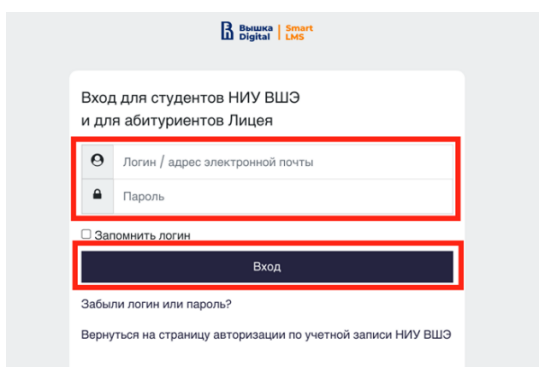 Вышка | Smart
Digital | LMS
Вход для студентов НИУ ВШЭ
и для абитуриентов Лицея
Логин / адрес электронной почты
Пароль
Запомнить логин
Вход
Забыли логин или пароль?
Вернуться на страницу авторизации по учетной записи НИУ ВШЭ